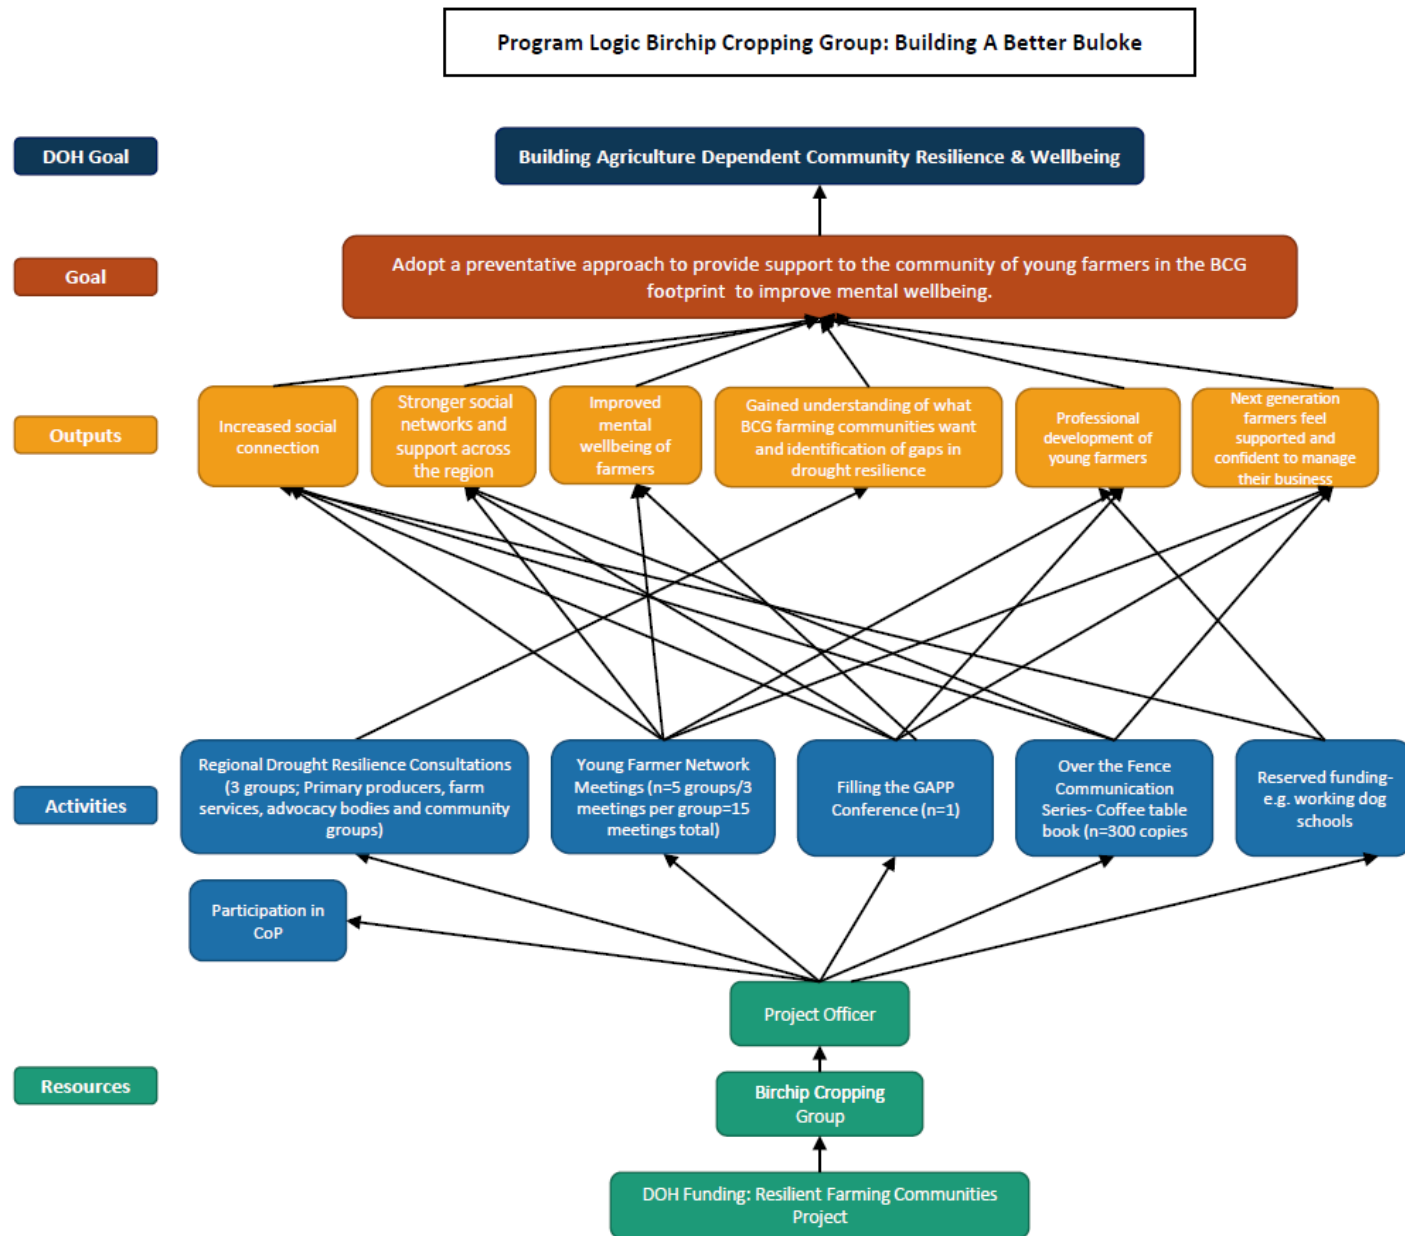 Program Logic Birchip Cropping Group: Building A Better Buloke
DOH Goal
Building Agriculture Dependent Community Resilience & Wellbeing
Goal
Adopt a preventative approach to provide support to the community of young farmers in the BCG
footprint to improve mental wellbeing.
Outputs
Increased social
connection
Stronger social
networks and
support across
the region
Improved
mental
wellbeing of
farmers
Gained understanding of what
BCG farming communities want
and identification of gaps in
drought resilience
Professional
development of
young farmers
Next generation
farmers feel
supported and
confident to manage
their business
Activities
Regional Drought Resilience Consultations
(3 groups; Primary producers, farm
services, advocacy bodies and community
groups)
Young Farmer Network
Meetings (n=5 groups/3
meetings per group=15
meetings total)
Filling the GAPP
Conference (n=1)
Over the Fence
Communication
Series- Coffee table
book (n=300 copies
Reserved funding-
e.g. working dog
schools
Participation in
CoP
Project Officer
Resources
Birchip Cropping
Group
DOH Funding: Resilient Farming Communities
Project